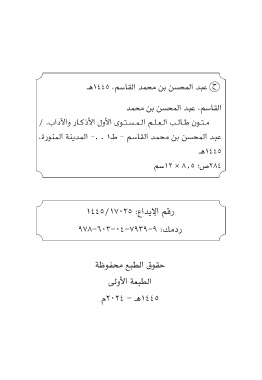 ح عبد المحسن بن محمد القاسم، ١٤٤٥هـ
القاسم، عبد المحسن بن محمد
متون طالب العلم المستوى الأول الأذكار والآداب. /
عبد المحسن بن محمد القاسم - ط١ . .- المدينة المنورة،
١٤٤٥هـ
٢٨٤ص؛ ٨,٥ × ١٢سم
رقم الإيداع: ١٤٤٥/١٧٠٢٥
ردمك: ٩-٧٩٣٩-٠٤-٦٠٣-٩٧٨
حقوق الطبع محفوظة
الطبعة الأولى
١٤٤٥هـ - ٢٠٢٤م